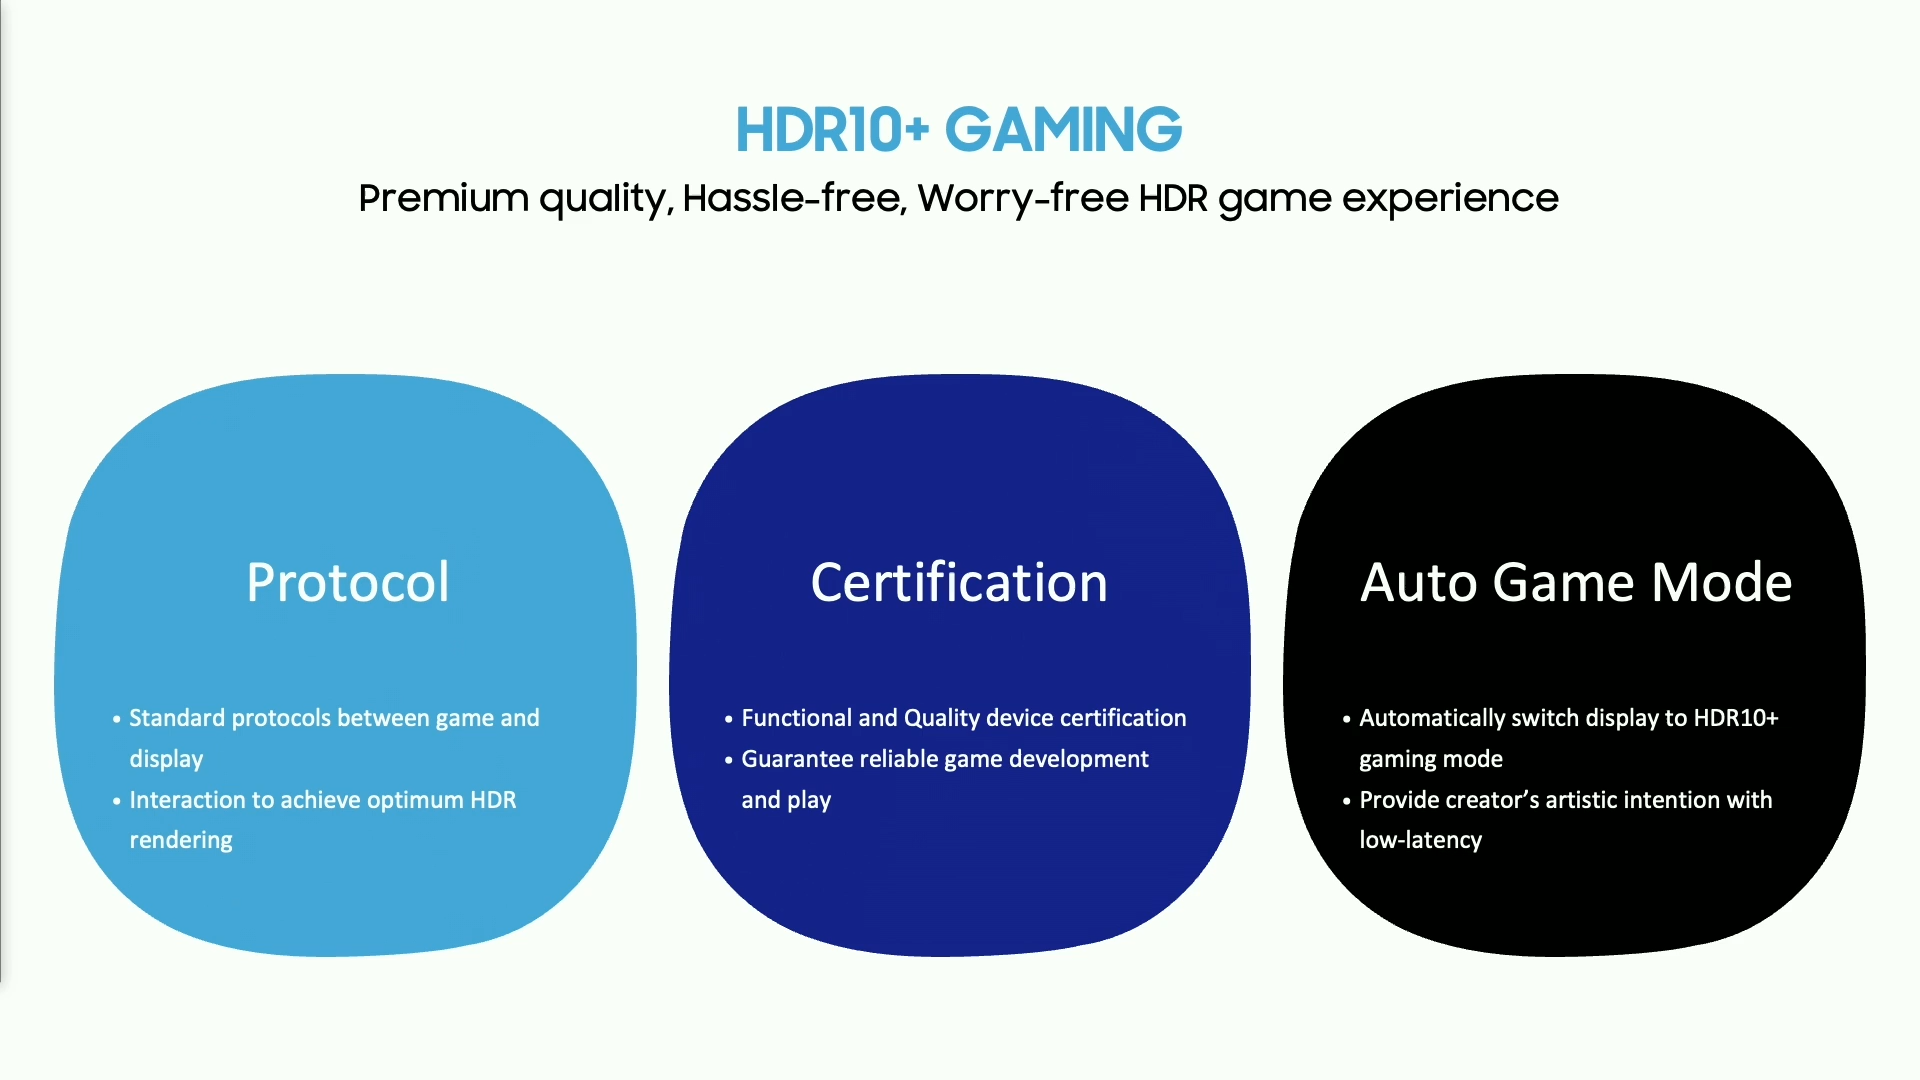 HDR10+ GAMING
Premium quality, Hassle-free, Worry-free HDR game experience
Protocol
• Standard protocols between game and
display
• Interaction to achieve optimum HDR
rendering
Certification
• Functional and Quality device certification
• Guarantee reliable game development
and play
Auto Game Mode
• Automatically switch display to HDR10+
gaming mode
• Provide creator’s artistic intention with
low-latency